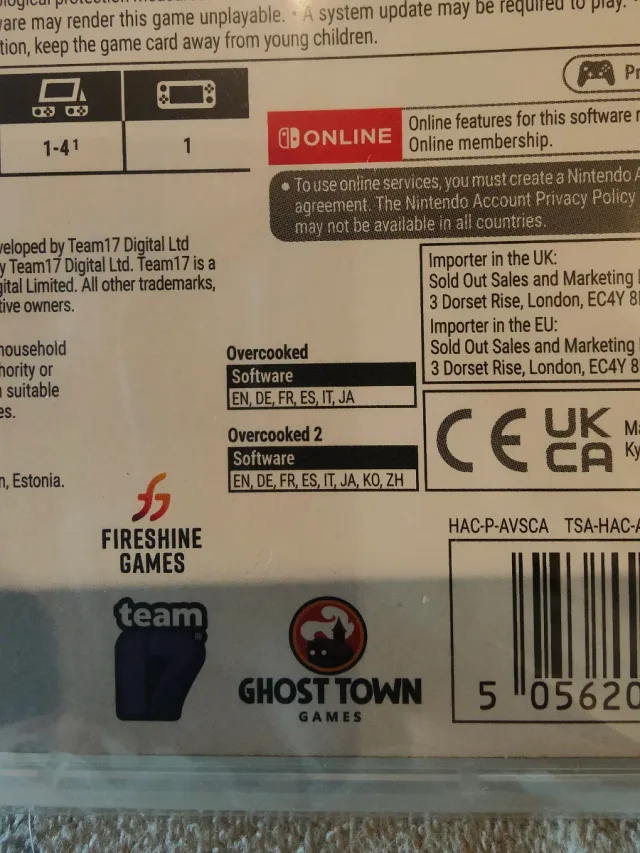 ware may render this game unplayable. • A system update may be required to play. •
tion, keep the game card away from young children.
1-4¹ 1
ONLINE
Online features for this software
Online membership.
Pr
• To use online services, you must create a Nintendo A
agreement. The Nintendo Account Privacy Policy
may not be available in all countries.
veloped by Team17 Digital Ltd
y Team17 Digital Ltd. Team17 is a
gital Limited. All other trademarks,
tive owners.
household
hority or
suitable
es.
n, Estonia.
Overcooked
Software
EN, DE, FR, ES, IT, JA
Overcooked 2
Software
EN, DE, FR, ES, IT, JA, KO, ZH
Importer in the UK:
Sold Out Sales and Marketing
3 Dorset Rise, London, EC4Y 8
Importer in the EU:
Sold Out Sales and Marketing
3 Dorset Rise, London, EC4Y 8
CE
UK
CA
Ma
Ky
FIRESHINE
GAMES
team
17®
GHOST TOWN
GAMES
HAC-P-AVSCA TSA-HAC-A
5 05620